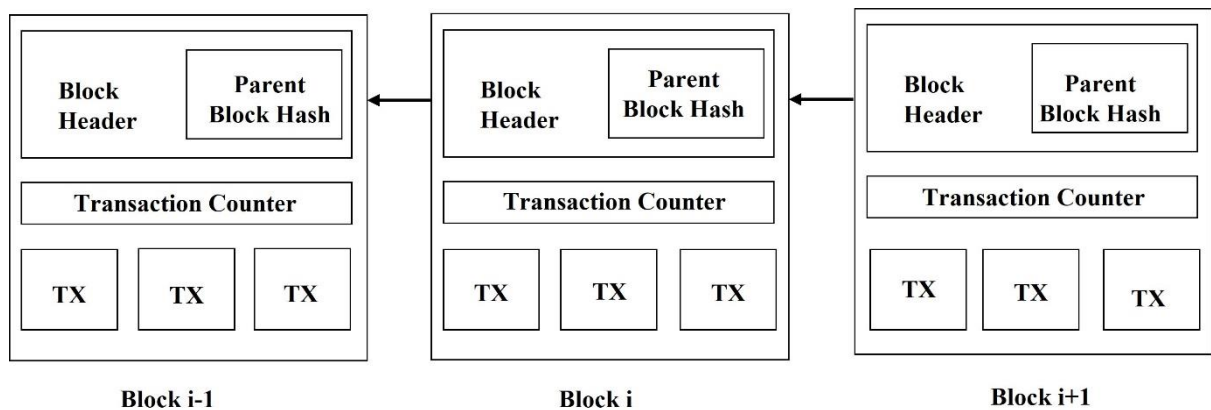 Block
Header
Parent
Block Hash
Transaction Counter
TX
TX
TX
Block i-1
Block
Header
Parent
Block Hash
Transaction Counter
TX
TX
TX
Block i
Block
Header
Parent
Block Hash
Transaction Counter
TX
TX
TX
Block i+1